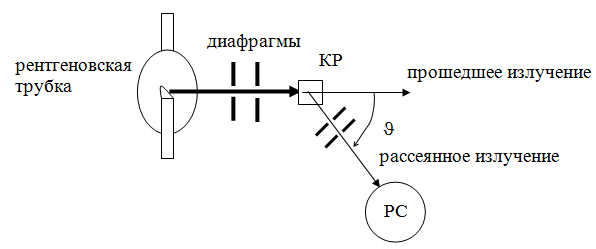 диафрагмы
КР
рентгеновская
трубка
прошедшее излучение
ϑ
рассеянное излучение
РС